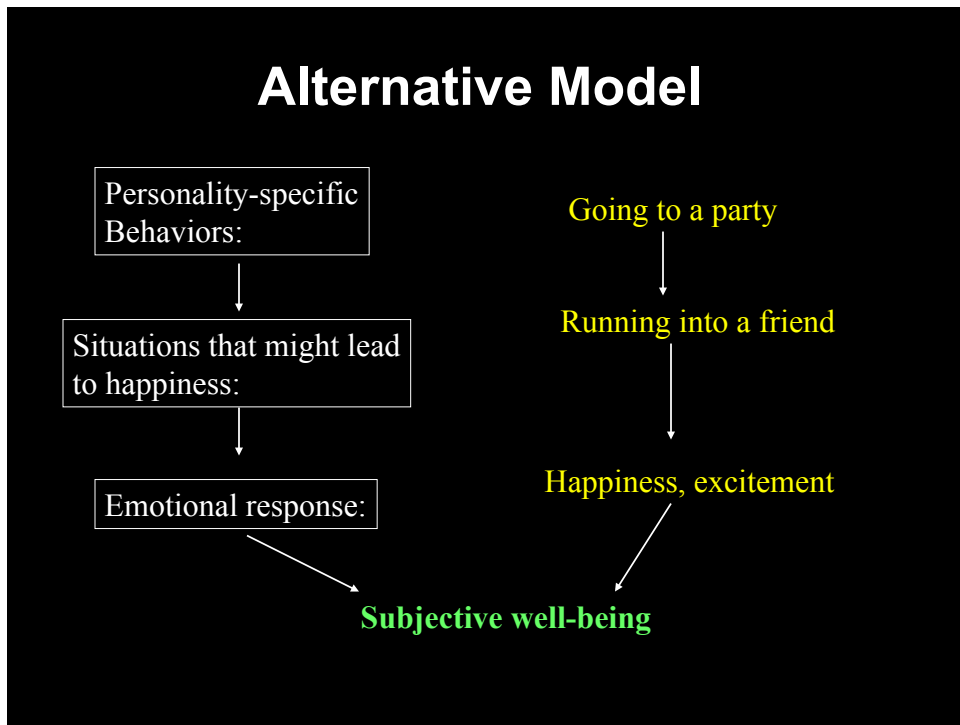 Alternative Model
Personality-specific
Behaviors:
Going to a party
Situations that might lead
to happiness:
Running into a friend
Emotional response:
Happiness, excitement
Subjective well-being